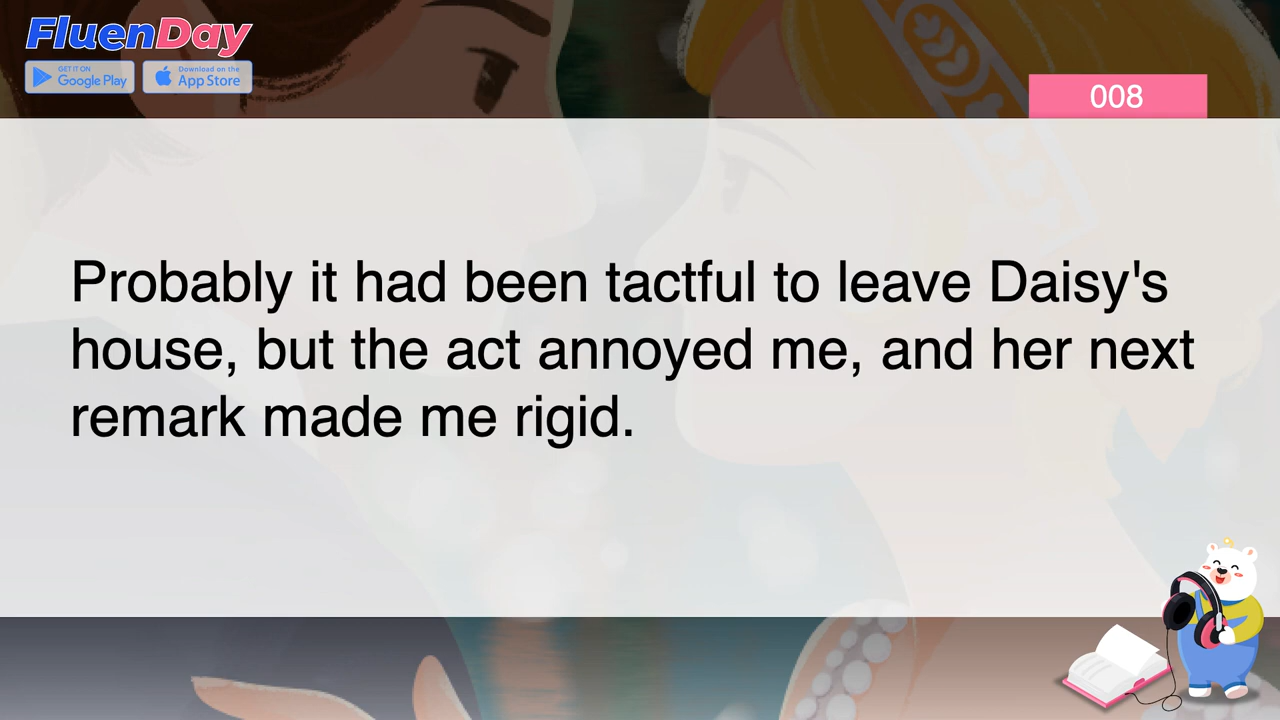 FluenDay
GET IT ON
Google Play
Download on the
App Store
008
Probably it had been tactful to leave Daisy's
house, but the act annoyed me, and her next
remark made me rigid.